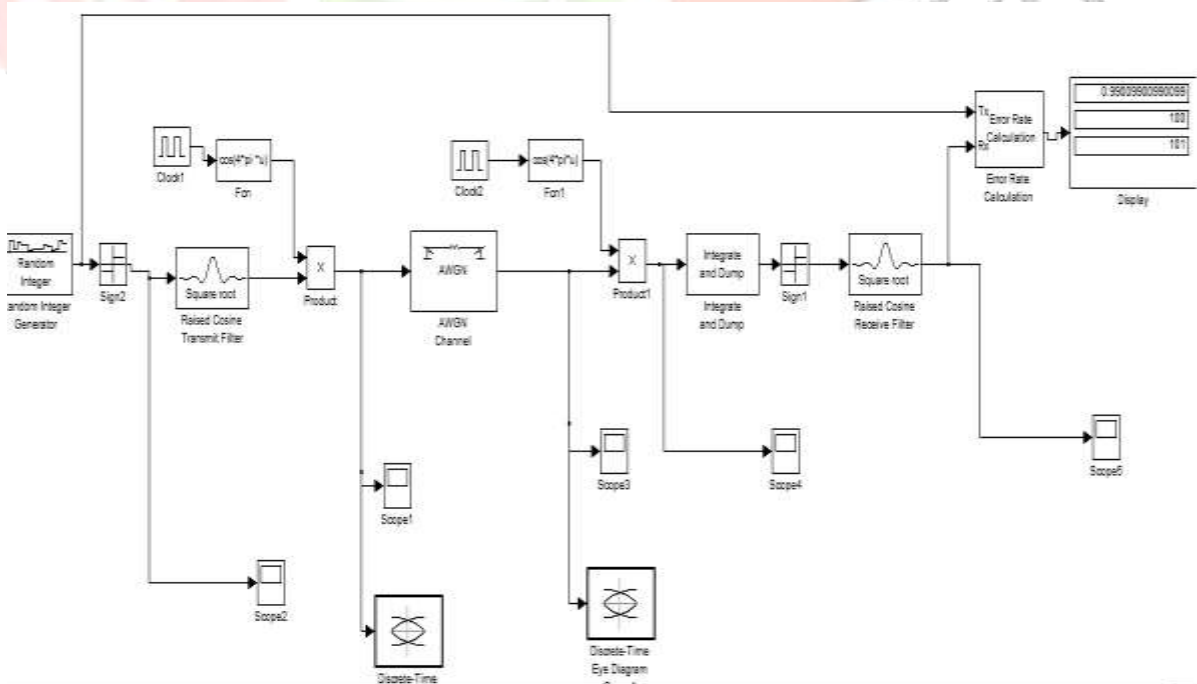 0.99009900990099
100
101
Tx
Error Rate
Calculation
Rx
Error Rate
Calculation
Display
Clock1
cos(4*pi *u)
Fcn
Clock2
cos(4*pi*u)
Fcn1
Random
Integer
andom Integer
Generator
Sign2
Square root
Raised Cosine
Transmit Filter
X
Product
AWGN
AWGN
Channel
X
Product1
Integrate
and Dump
Integrate
and Dump
Sign1
Square root
Raised Cosine
Receive Filter
Scope1
Scope3
Scope4
Scope5
Scope2
Discrete-Time
Discrete-Time
Eye Diagram